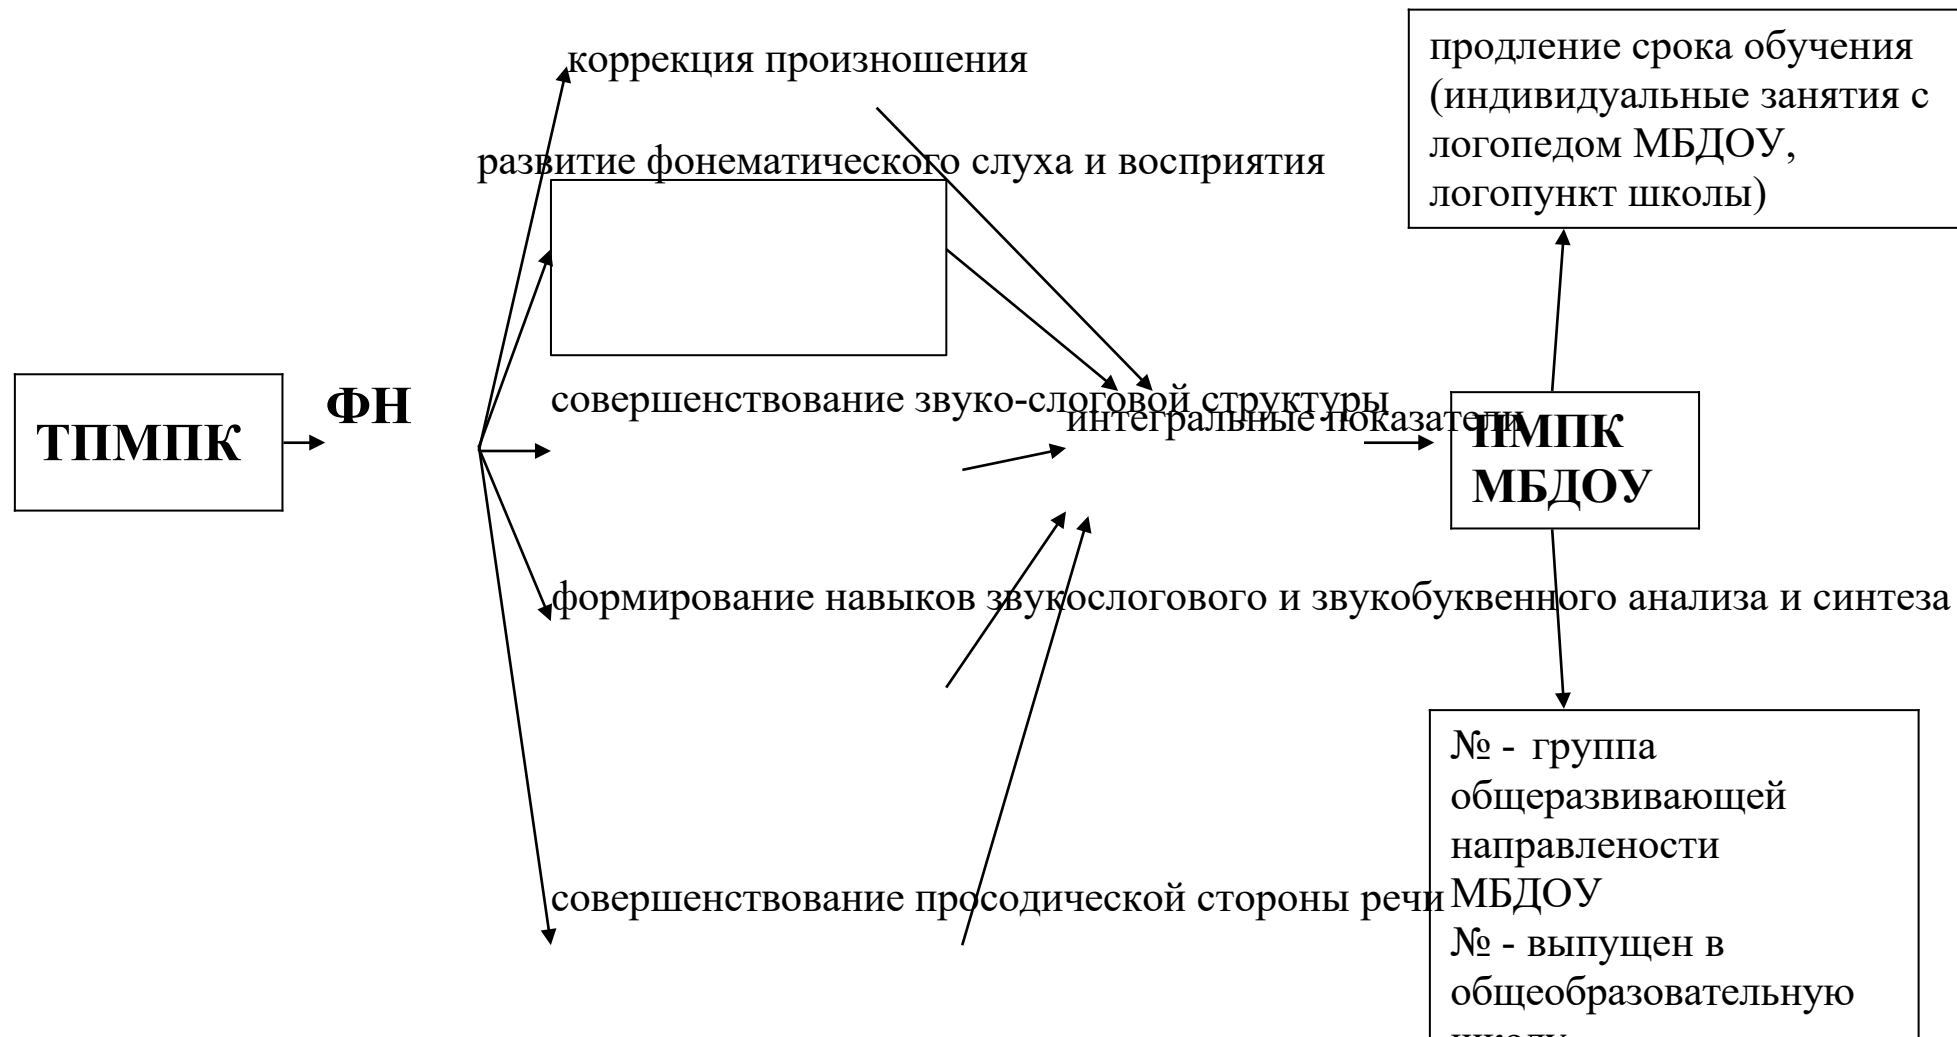 коррекция произношения
развитие фонематического слуха и восприятия
продление срока обучения
(индивидуальные занятия с
логопедом МБДОУ,
логопункт школы)
ТПМПК
ФН
совершенствование звуко-слоговой структуры
интегральные показатели
ПМПК
МБДОУ
формирование навыков звукослогового и звукобуквенного анализа и синтеза
совершенствование просодической стороны речи
№ - группа
общеразвивающей
направлености
МБДОУ
№ - выпущен в
общеобразовательную